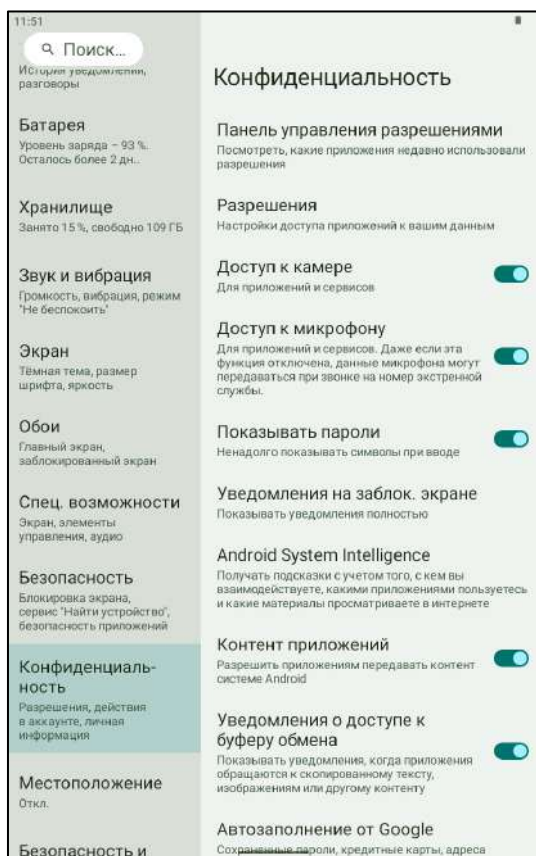 11:51
Поиск...
История уведомлений,
разговоры
Батарея
Уровень заряда – 93 %.
Осталось более 2 дн..
Хранилище
Занято 15 %, свободно 109 ГБ
Звук и вибрация
Громкость, вибрация, режим
"Не беспокоить"
Экран
Тёмная тема, размер
шрифта, яркость
Обои
Главный экран,
заблокированный экран
Спец. возможности
Экран, элементы
управления, аудио
Безопасность
Блокировка экрана,
сервис "Найти устройство",
безопасность приложений
Конфиденциаль-
ность
Разрешения, действия
в аккаунте, личная
информация
Местоположение
Откл.
Безопасность и
Конфиденциальность
Панель управления разрешениями
Посмотреть, какие приложения недавно использовали
разрешения
Разрешения
Настройки доступа приложений к вашим данным
Доступ к камере
Для приложений и сервисов
Доступ к микрофону
Для приложений и сервисов. Даже если эта
функция отключена, данные микрофона могут
передаваться при звонке на номер экстренной
службы.
Показывать пароли
Ненадолго показывать символы при вводе
Уведомления на заблок. экране
Показывать уведомления полностью
Android System Intelligence
Получать подсказки с учетом того, с кем вы
взаимодействуете, какими приложениями пользуетесь
и какие материалы просматриваете в интернете
Контент приложений
Разрешить приложениям передавать контент
системе Android
Уведомления о доступе к
буферу обмена
Показывать уведомления, когда приложения
обращаются к скопированному тексту,
изображениям или другому контенту
Автозаполнение от Google
Сохраненные пароли, кредитные карты, адреса